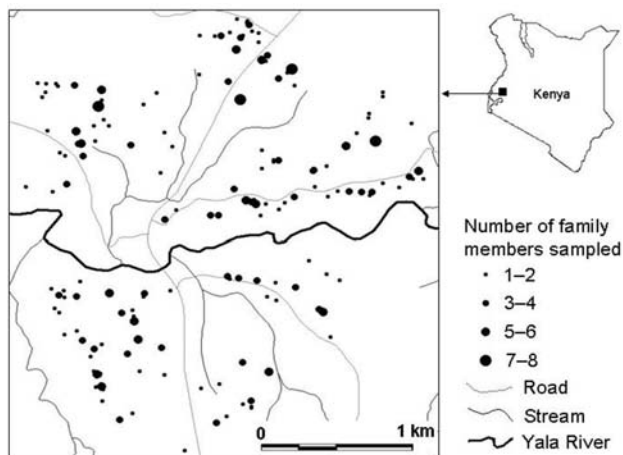 Kenya
Number of family
members sampled
1–2
3–4
5–6
7–8
Road
Stream
Yala River
0 1 km